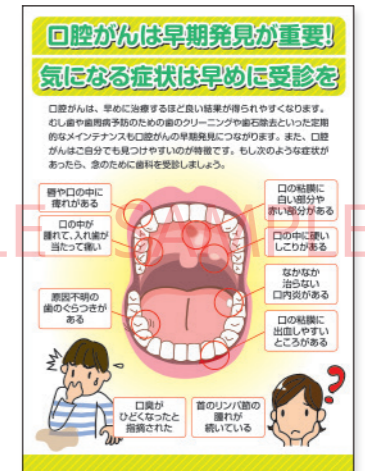 口腔がんは早期発見が重要!
気になる症状は早めに受診を
口腔がんは、早めに治療するほど良い結果が得られやすくなります。
むし歯や歯周病予防のための歯のクリーニングや歯石除去といった定期
的なメインテナンスも口腔がんの早期発見につながります。また、口腔
がんはご自分でも見つけやすいのが特徴です。もし次のような症状が
あったら、念のために歯科を受診しましょう。
唇や口の中に
痺れがある
口の粘膜に
白い部分や
赤い部分がある
口の中が
腫れて、入れ歯が
当たって痛い
口の中に硬い
しこりがある
LE
SAMPLE
なかなか
治らない
口内炎がある
原因不明の
歯のぐらつきが
ある
口の粘膜に
出血しやすい
ところがある
口臭が
ひどくなったと
指摘された
首のリンパ節の
腫れが
続いている